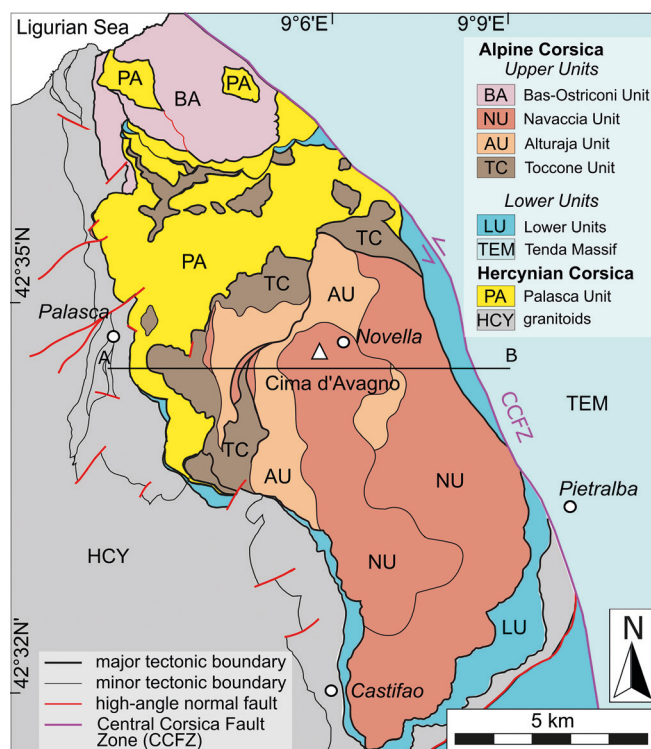 Ligurian Sea
9°6'E
9°9'E
Alpine Corsica
Upper Units
BA Bas-Ostriconi Unit
NU Navaccia Unit
AU Alturaja Unit
TC Toccone Unit
Lower Units
LU Lower Units
TEM Tenda Massif
Hercynian Corsica
PA Palasca Unit
HCY granitoids
PA
BA
PA
42°35'N
PA
TC
TC
AU
Palasca
Novella
A
B
Cima d'Avagno
CCFZ
TEM
TC
AU
NU
Pietralba
HCY
NU
LU
42°32'N
Castifao
N
major tectonic boundary
minor tectonic boundary
high-angle normal fault
Central Corsica Fault
Zone (CCFZ)
5 km